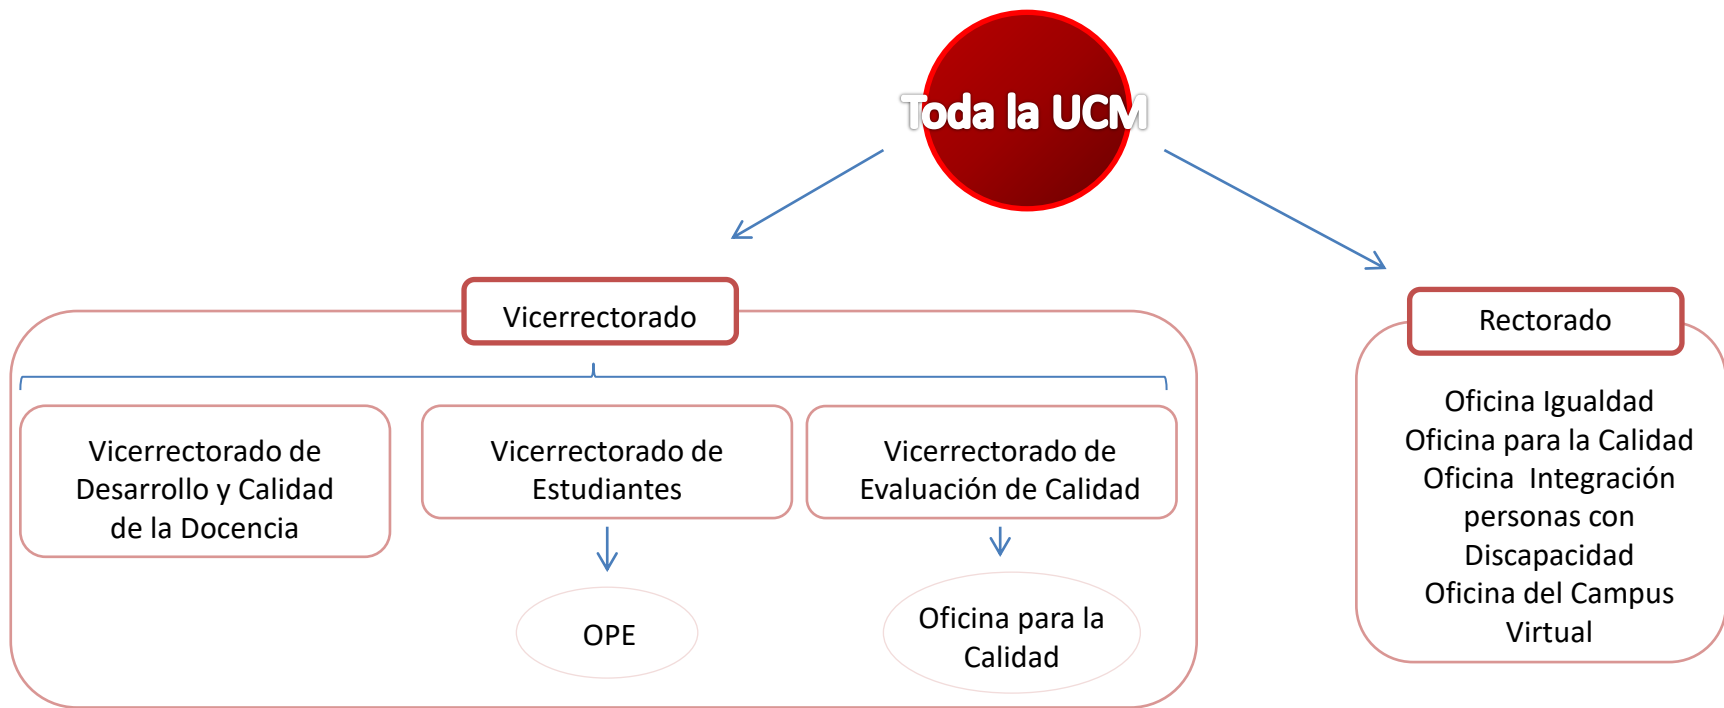 Toda la UCM
Vicerrectorado
Rectorado
Vicerrectorado de
Desarrollo y Calidad
de la Docencia
Vicerrectorado de
Estudiantes
Vicerrectorado de
Evaluación de Calidad
OPE
Oficina para la
Calidad
Oficina Igualdad
Oficina para la Calidad
Oficina  Integración
personas con
Discapacidad
Oficina del Campus
Virtual